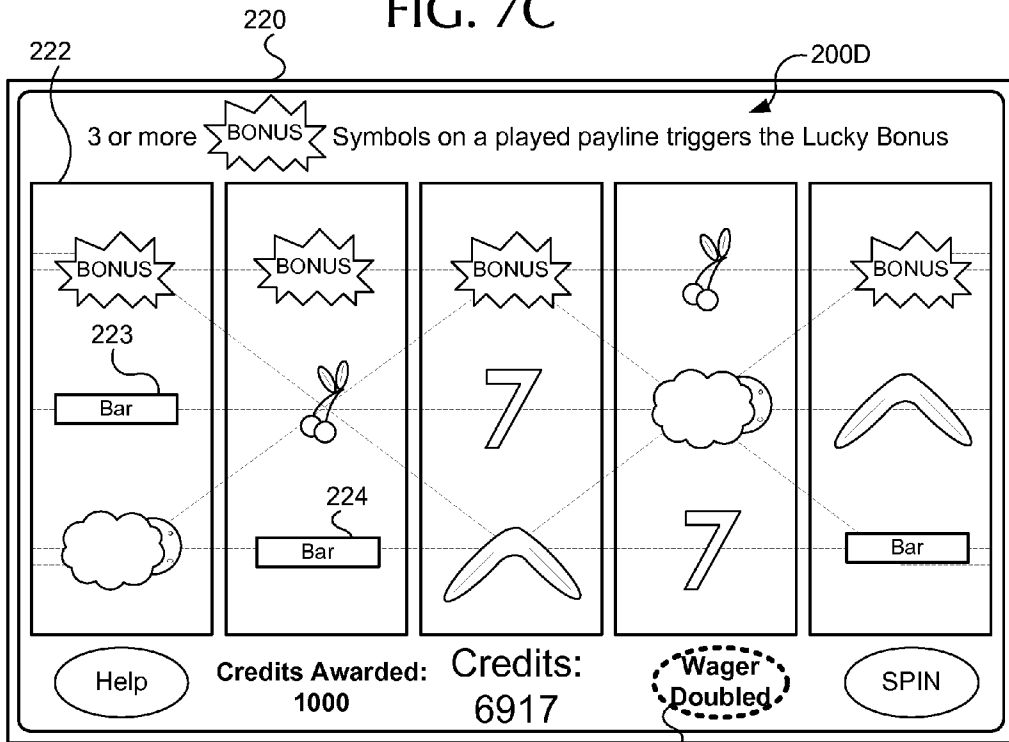 FIG. 7C
220
222
200D
3 or more BONUS Symbols on a played payline triggers the Lucky Bonus
BONUS BONUS BONUS BONUS
223
Bar
7
224
Bar
7
Bar
Help
Credits Awarded:
1000
Credits:
6917
Wager
Doubled
SPIN